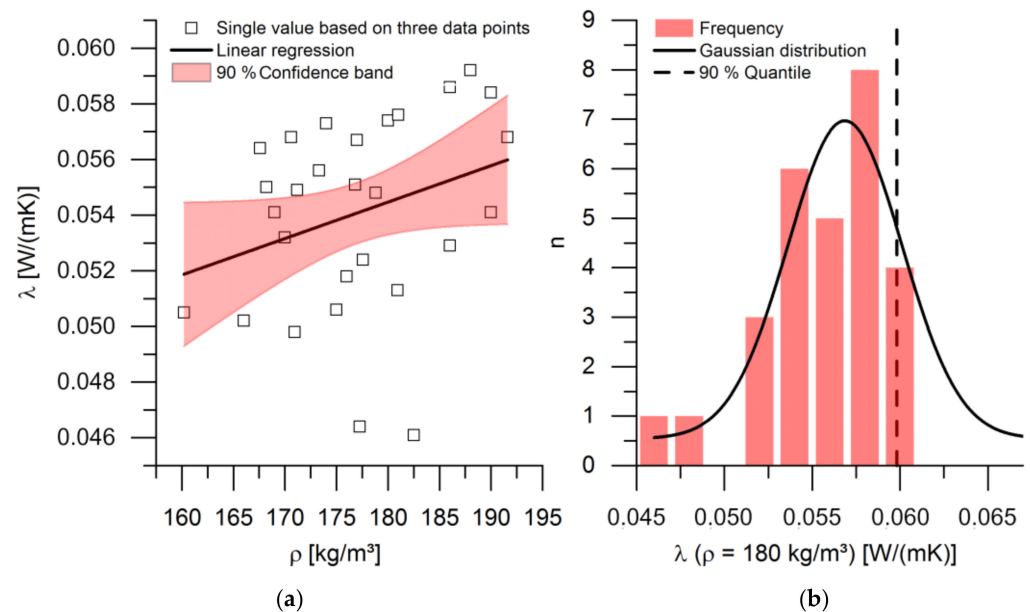 Single value based on three data points
Linear regression
90 % Confidence band
0.060
0.058
0.056
0.054
0.052
0.050
0.048
0.046
λ [W/(mK)]
160 165 170 175 180 185 190 195
ρ [kg/m³]
(a)
Frequency
Gaussian distribution
90 % Quantile
9
8
7
6
5
4
3
2
1
0
n
0.045 0.050 0.055 0.060 0.065
λ (ρ = 180 kg/m³) [W/(mK)]
(b)